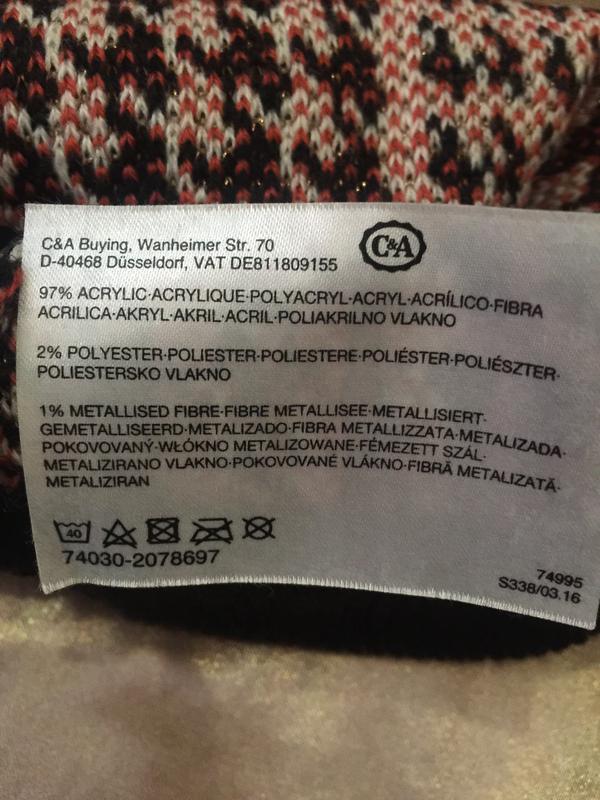 C&A Buying, Wanheimer Str. 70
D-40468 Düsseldorf, VAT DE811809155
C&A
97% ACRYLIC·ACRYLIQUE·POLYACRYL·ACRYL·ACRÍLICO·FIBRA
ACRILICA·AKRYL·AKRIL·ACRIL·POLIAKRILNO VLAKNO
2% POLYESTER·POLIESTER·POLIESTERE·POLIÉSTER·POLIÉSZTER·
POLIESTERSKO VLAKNO
1% METALLISED FIBRE·FIBRE METALLISEE·METALLISIERT·
GEMETALLISEERD·METALIZADO·FIBRA METALLIZZATA·METALIZADA·
POKOVOVANÝ·WŁÓKNO METALIZOWANE·FÉMEZETT SZÁL·
METALIZIRANO VLAKNO·POKOVOVANÉ VLÁKNO·FIBRĂ METALIZATĂ·
METALIZIRAN
40
74030-2078697
74995
S338/03.16